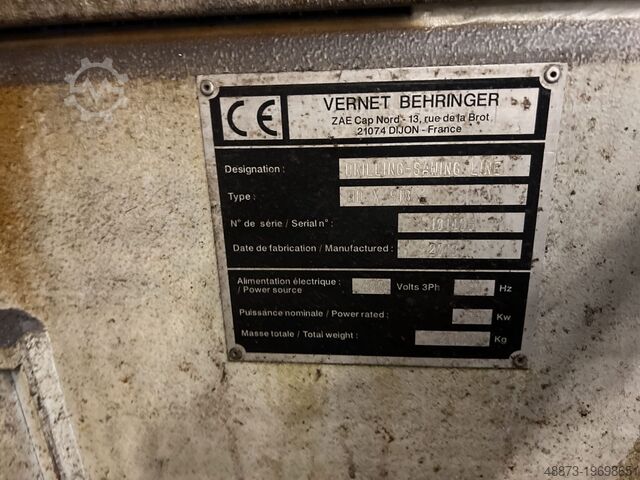 CE
VERNET BEHRINGER
ZAE Cap Nord - 13, rue de la Brot
21074 DIJON - France
Designation : DRILLING-SAWING LINE
Type :
N° de série / Serial n° :
Date de fabrication / Manufactured :
Alimentation électrique : Volts 3Ph Hz
/ Power source
Puissance nominale / Power rated : Kw
Masse totale / Total weight : Kg
48873-19698651